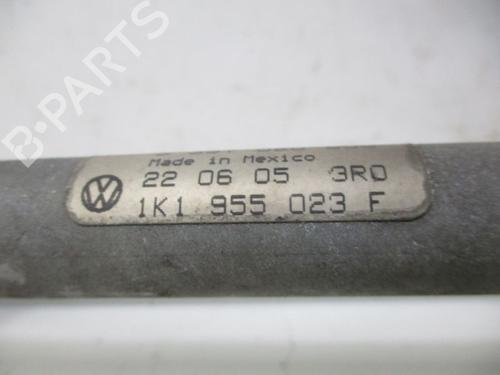 B-PARTS
Made in Mexico
22 06 05 3RD
1K1 955 023 F